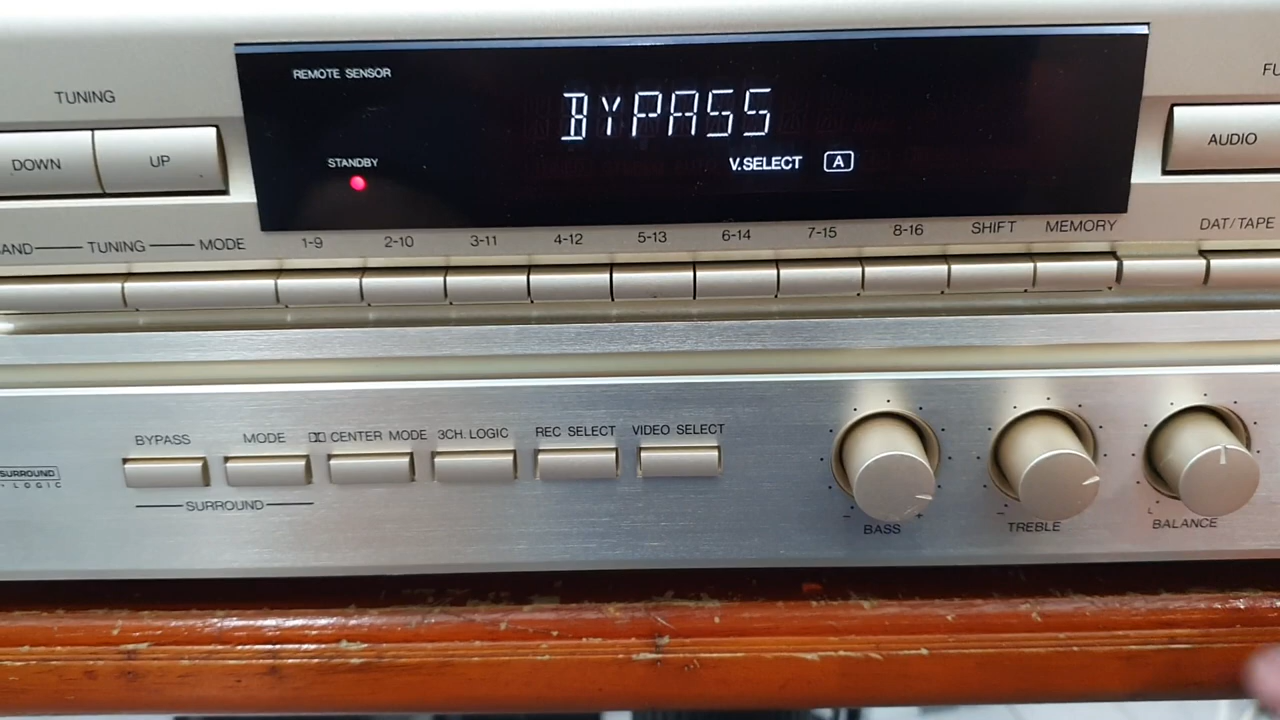 REMOTE SENSOR
TUNING
BYPASS
AUDIO
DOWN
UP
STANDBY
V.SELECT A
TUNING MODE
1-9 2-10 3-11 4-12 5-13 6-14 7-15 8-16 SHIFT MEMORY DAT/TAPE
BYPASS MODE CENTER MODE 3CH. LOGIC REC SELECT VIDEO SELECT
SURROUND
LOGIC
SURROUND
- +
BASS
-
TREBLE
L
BALANCE